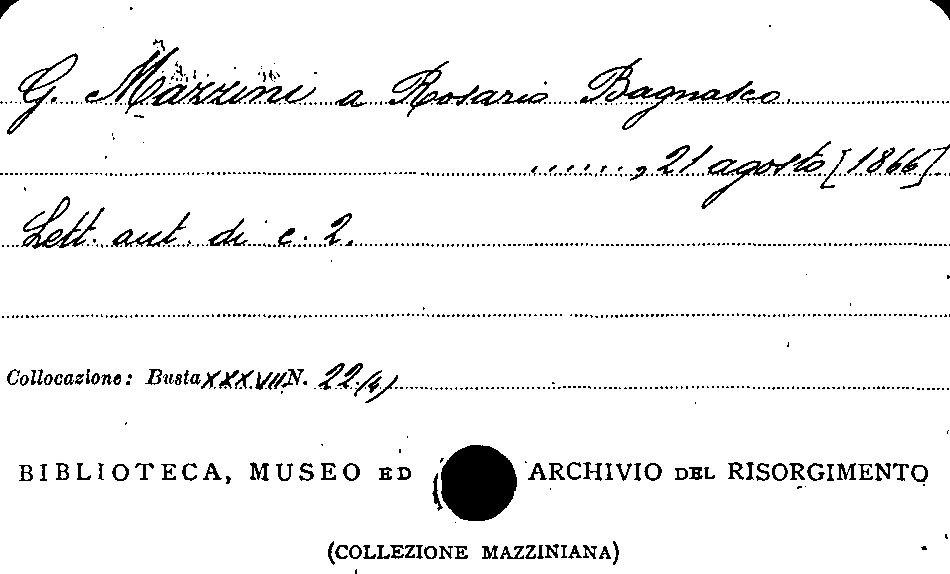 G. Mazzini a Rosario Bagnasco
......, 21 agosto [1866]
Lett. aut. di c. 2.
Collocazione: Busta XXXVIII N. 22 (4)
BIBLIOTECA, MUSEO ED ARCHIVIO DEL RISORGIMENTO
(COLLEZIONE MAZZINIANA)